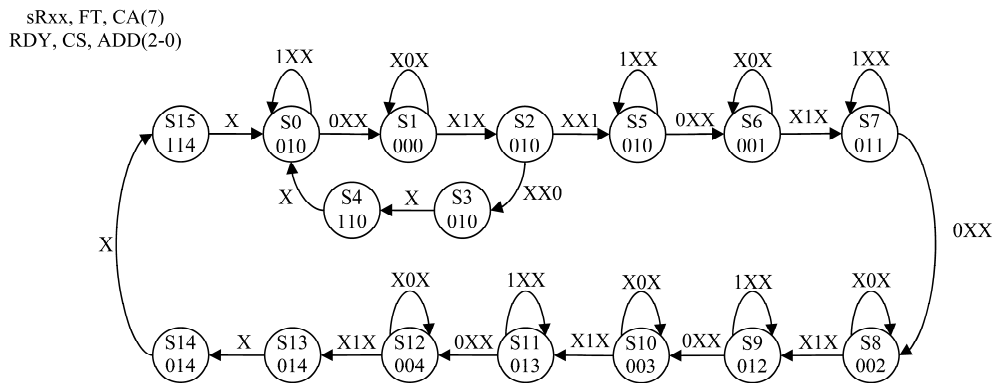 sRxx, FT, CA(7)
RDY, CS, ADD(2-0)
1XX
X0X
1XX
X0X
1XX
S15
114
X
S0
010
0XX
S1
000
X1X
S2
010
XX1
S5
010
0XX
S6
001
X1X
S7
011
X
S4
110
X
S3
010
XX0
X
0XX
X0X
1XX
X0X
1XX
X0X
S14
014
X
S13
014
X1X
S12
004
0XX
S11
013
X1X
S10
003
0XX
S9
012
X1X
S8
002